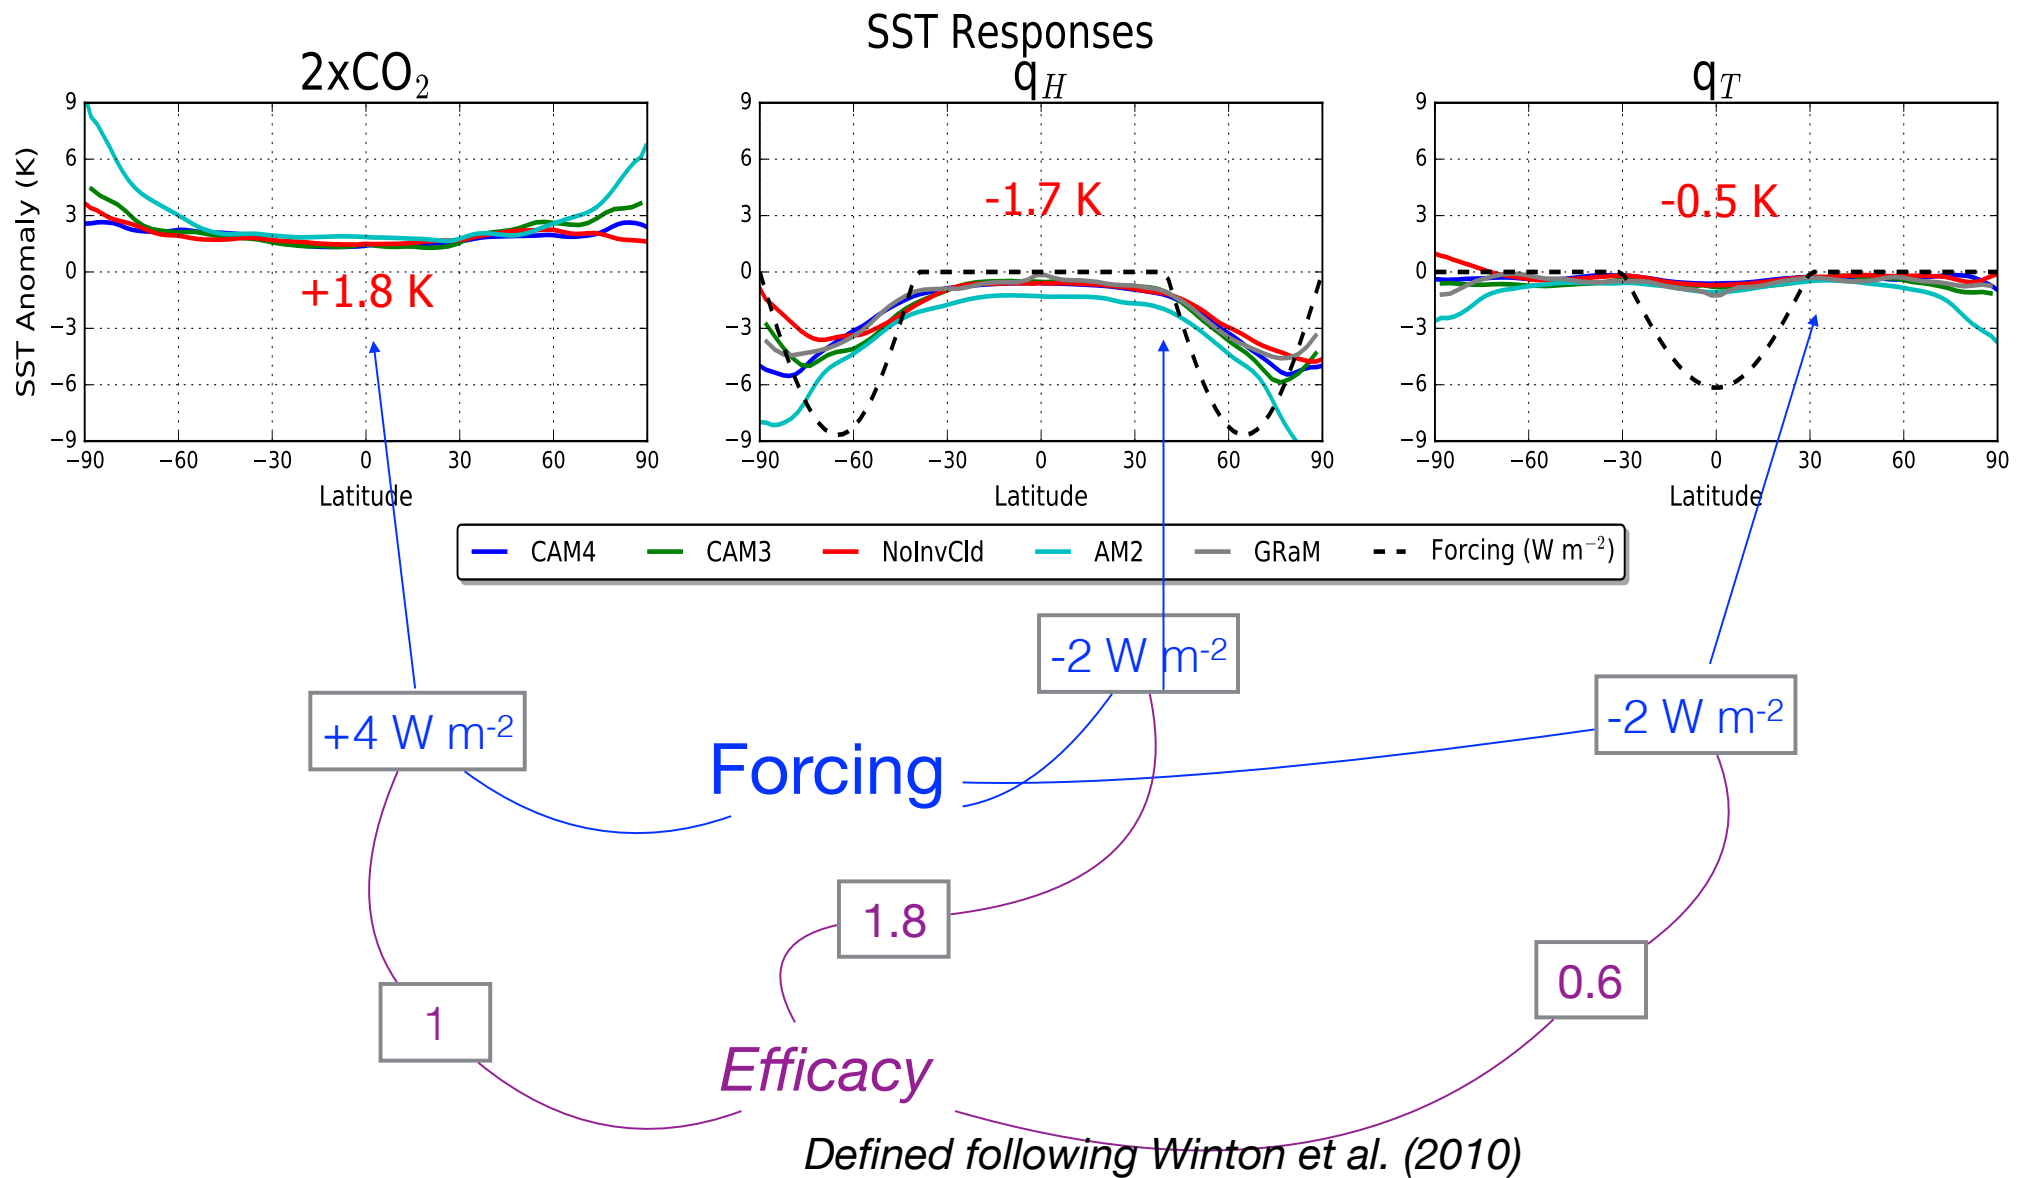 SST Responses
2xCO₂
q_H
q_T
SST Anomaly (K)
9
6
3
0
−3
−6
−9
+1.8 K
−90 −60 −30 0 30 60 90
Latitude
9
6
3
0
−3
−6
−9
-1.7 K
−90 −60 −30 0 30 60 90
Latitude
9
6
3
0
−3
−6
−9
-0.5 K
−90 −60 −30 0 30 60 90
Latitude
CAM4 CAM3 NoInvCld AM2 GRaM Forcing (W m⁻²)
+4 W m-2
-2 W m-2
-2 W m-2
Forcing
1.8
0.6
1
Efficacy
Defined following Winton et al. (2010)